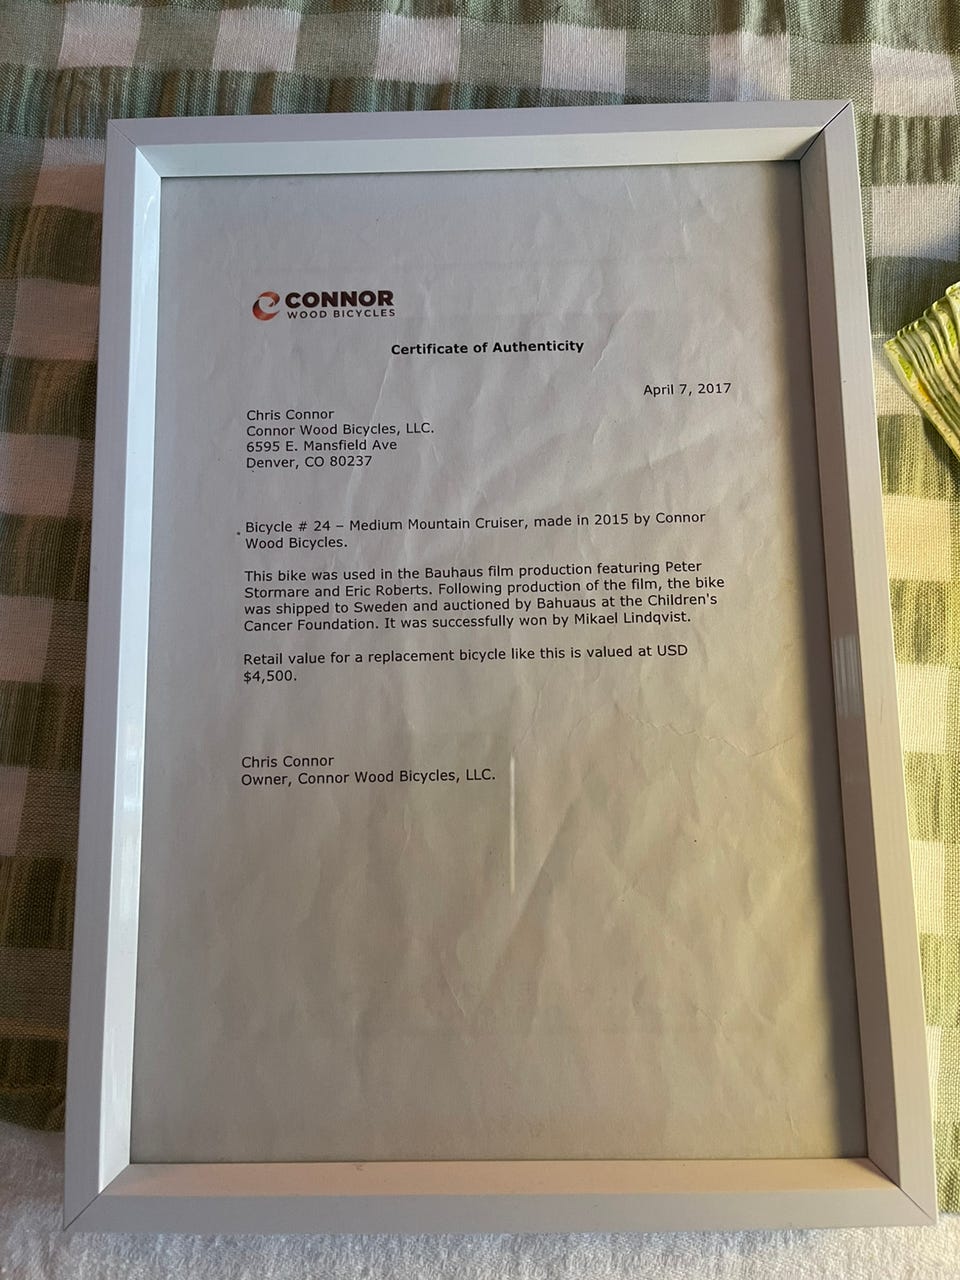 CONNOR
WOOD BICYCLES
Certificate of Authenticity
April 7, 2017
Chris Connor
Connor Wood Bicycles, LLC.
6595 E. Mansfield Ave
Denver, CO 80237
Bicycle # 24 – Medium Mountain Cruiser, made in 2015 by Connor
Wood Bicycles.
This bike was used in the Bauhaus film production featuring Peter
Stormare and Eric Roberts. Following production of the film, the bike
was shipped to Sweden and auctioned by Bahuaus at the Children's
Cancer Foundation. It was successfully won by Mikael Lindqvist.
Retail value for a replacement bicycle like this is valued at USD
$4,500.
Chris Connor
Owner, Connor Wood Bicycles, LLC.